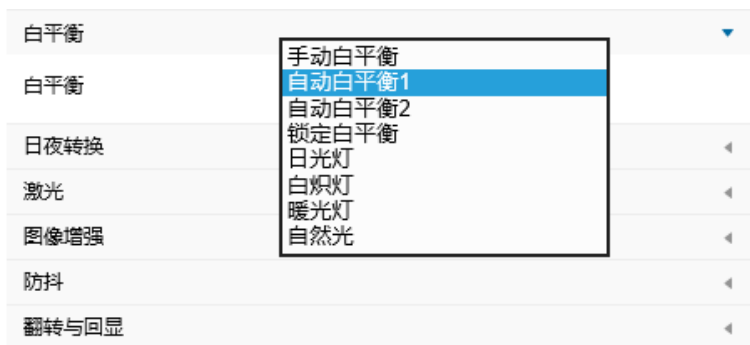 白平衡
白平衡
手动白平衡
自动白平衡1
自动白平衡2
锁定白平衡
日光灯
白炽灯
暖光灯
自然光
日夜转换
激光
图像增强
防抖
翻转与回显